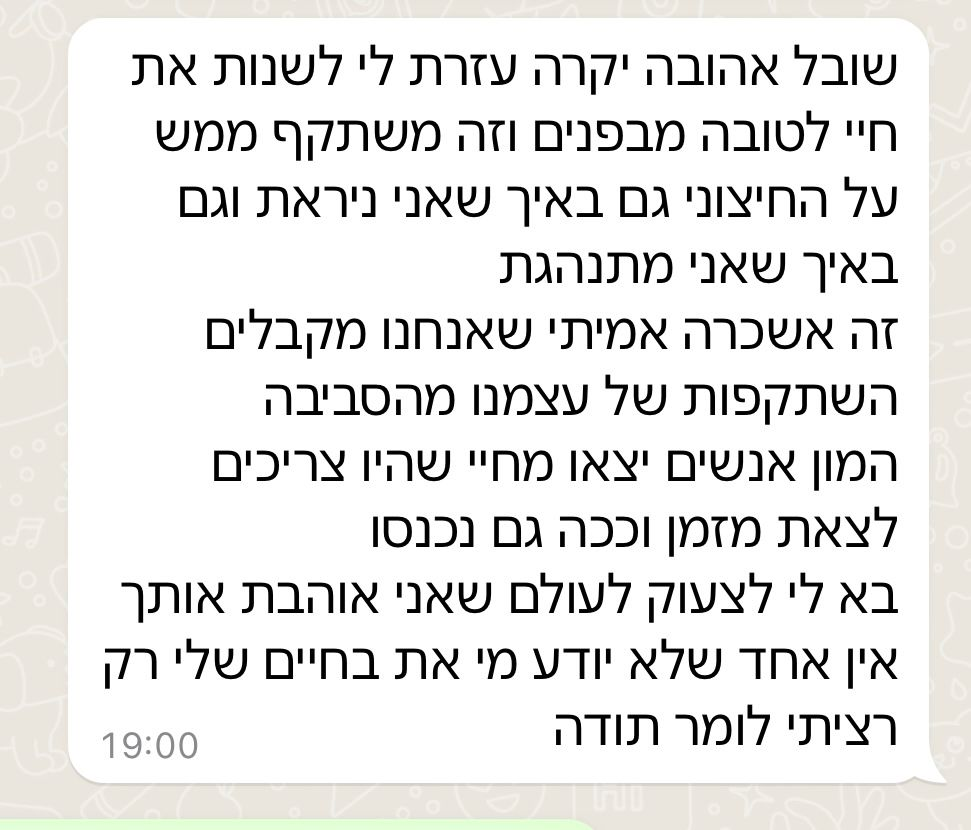 שובל אהובה יקרה עזרת לי לשנות את
חיי לטובה מבפנים וזה משתקף ממש
על החיצוני גם באיך שאני ניראת וגם
באיך שאני מתנהגת
זה אשכרה אמיתי שאנחנו מקבלים
השתקפות של עצמנו מהסביבה
המון אנשים יצאו מחיי שהיו צריכים
לצאת מזמן וככה גם נכנסו
בא לי לצעוק לעולם שאני אוהבת אותך
אין אחד שלא יודע מי את בחיים שלי רק
רציתי לומר תודה
19:00